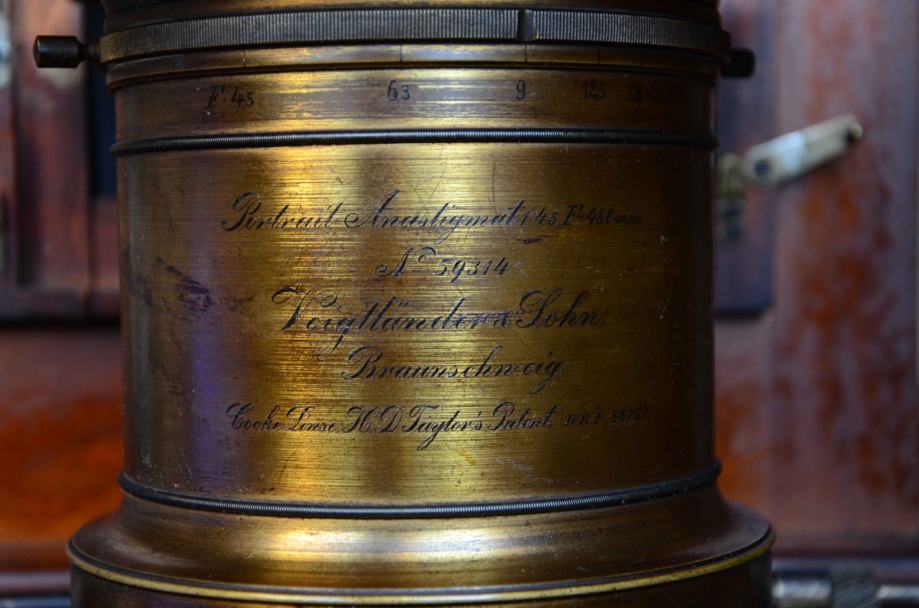 F. 4,5 6,3 9 12,5 18
Portrait Anastigmat 1:4,5 F=480mm
No 59314
Voigtländer & Sohn.
Braunschweig
Cooke Linse. H.D. Taylor's Patent, D.R.P.